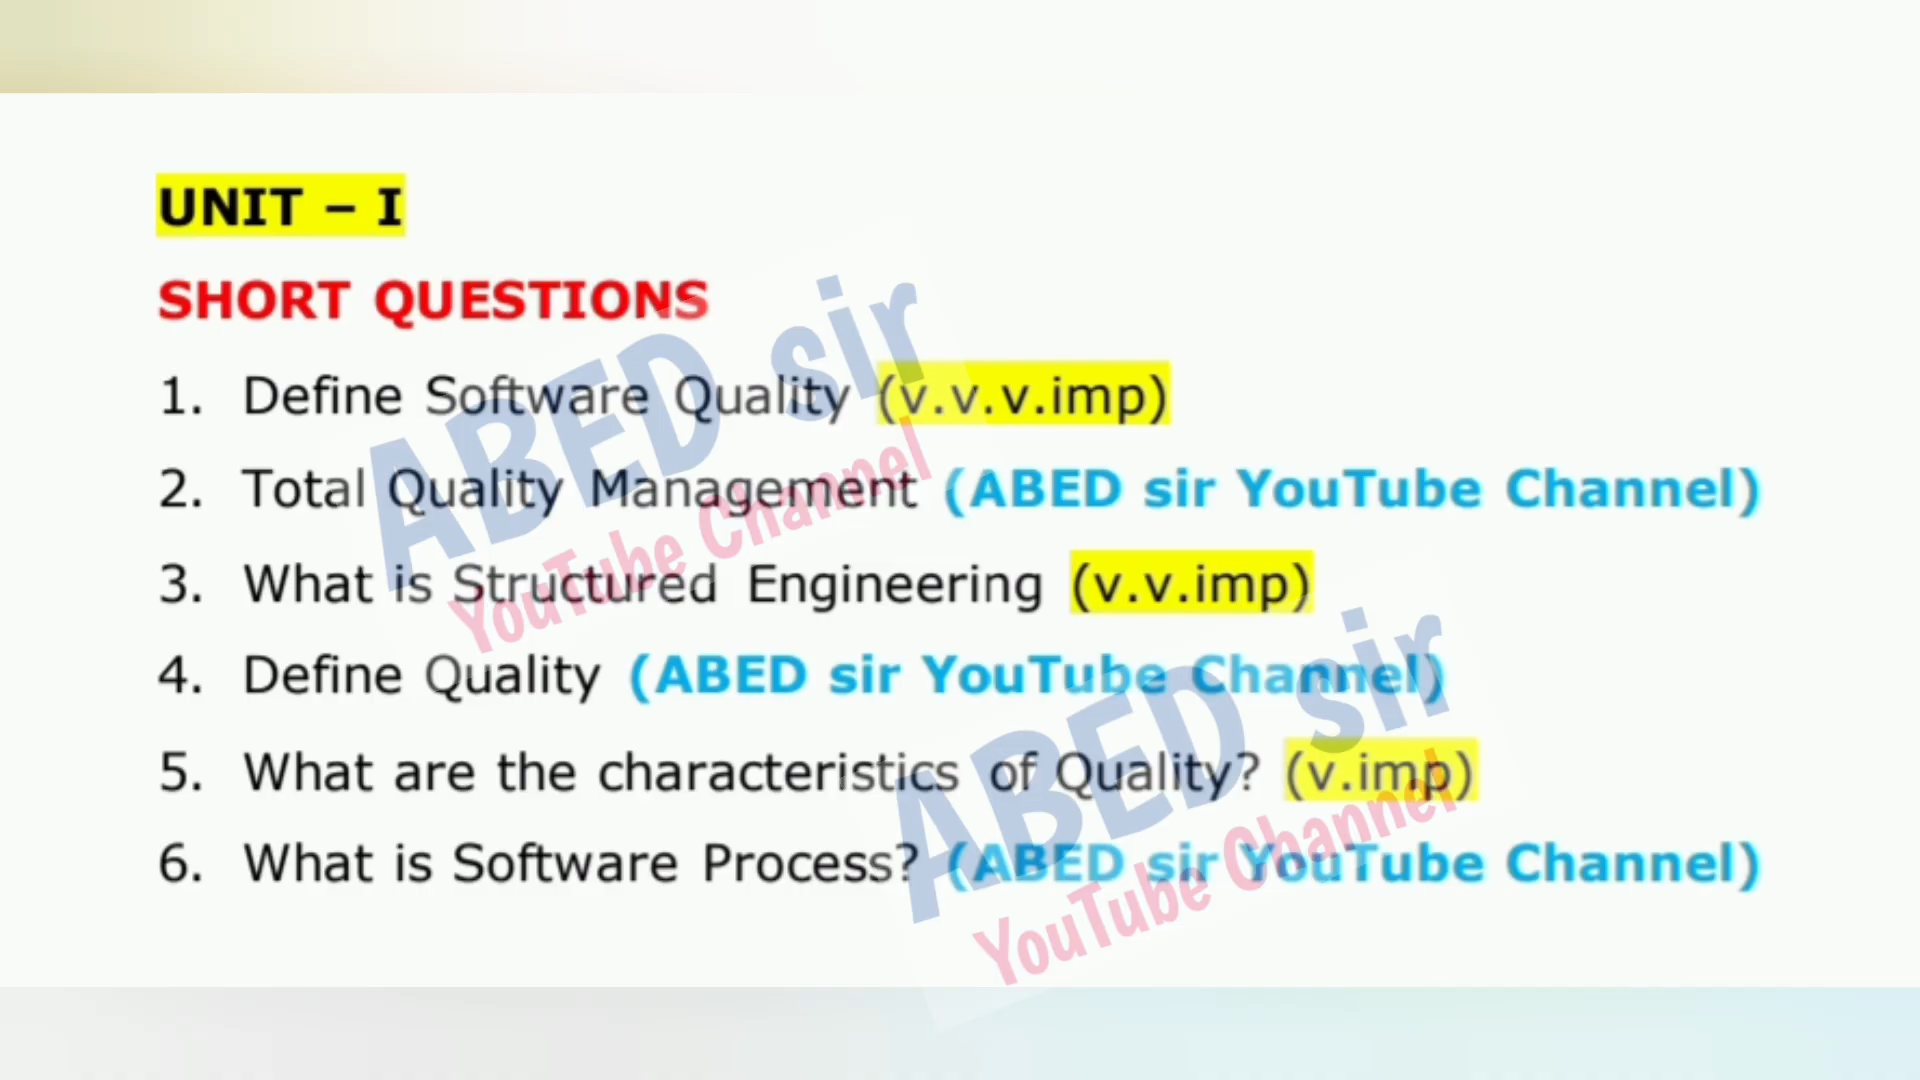 UNIT – I
SHORT QUESTIONS
1. Define Software Quality (v.v.v.imp)
2. Total Quality Management (ABED sir YouTube Channel)
3. What is Structured Engineering (v.v.imp)
4. Define Quality (ABED sir YouTube Channel)
5. What are the characteristics of Quality? (v.imp)
6. What is Software Process? (ABED sir YouTube Channel)
ABED sir
YouTube Channel
ABED sir
YouTube Channel